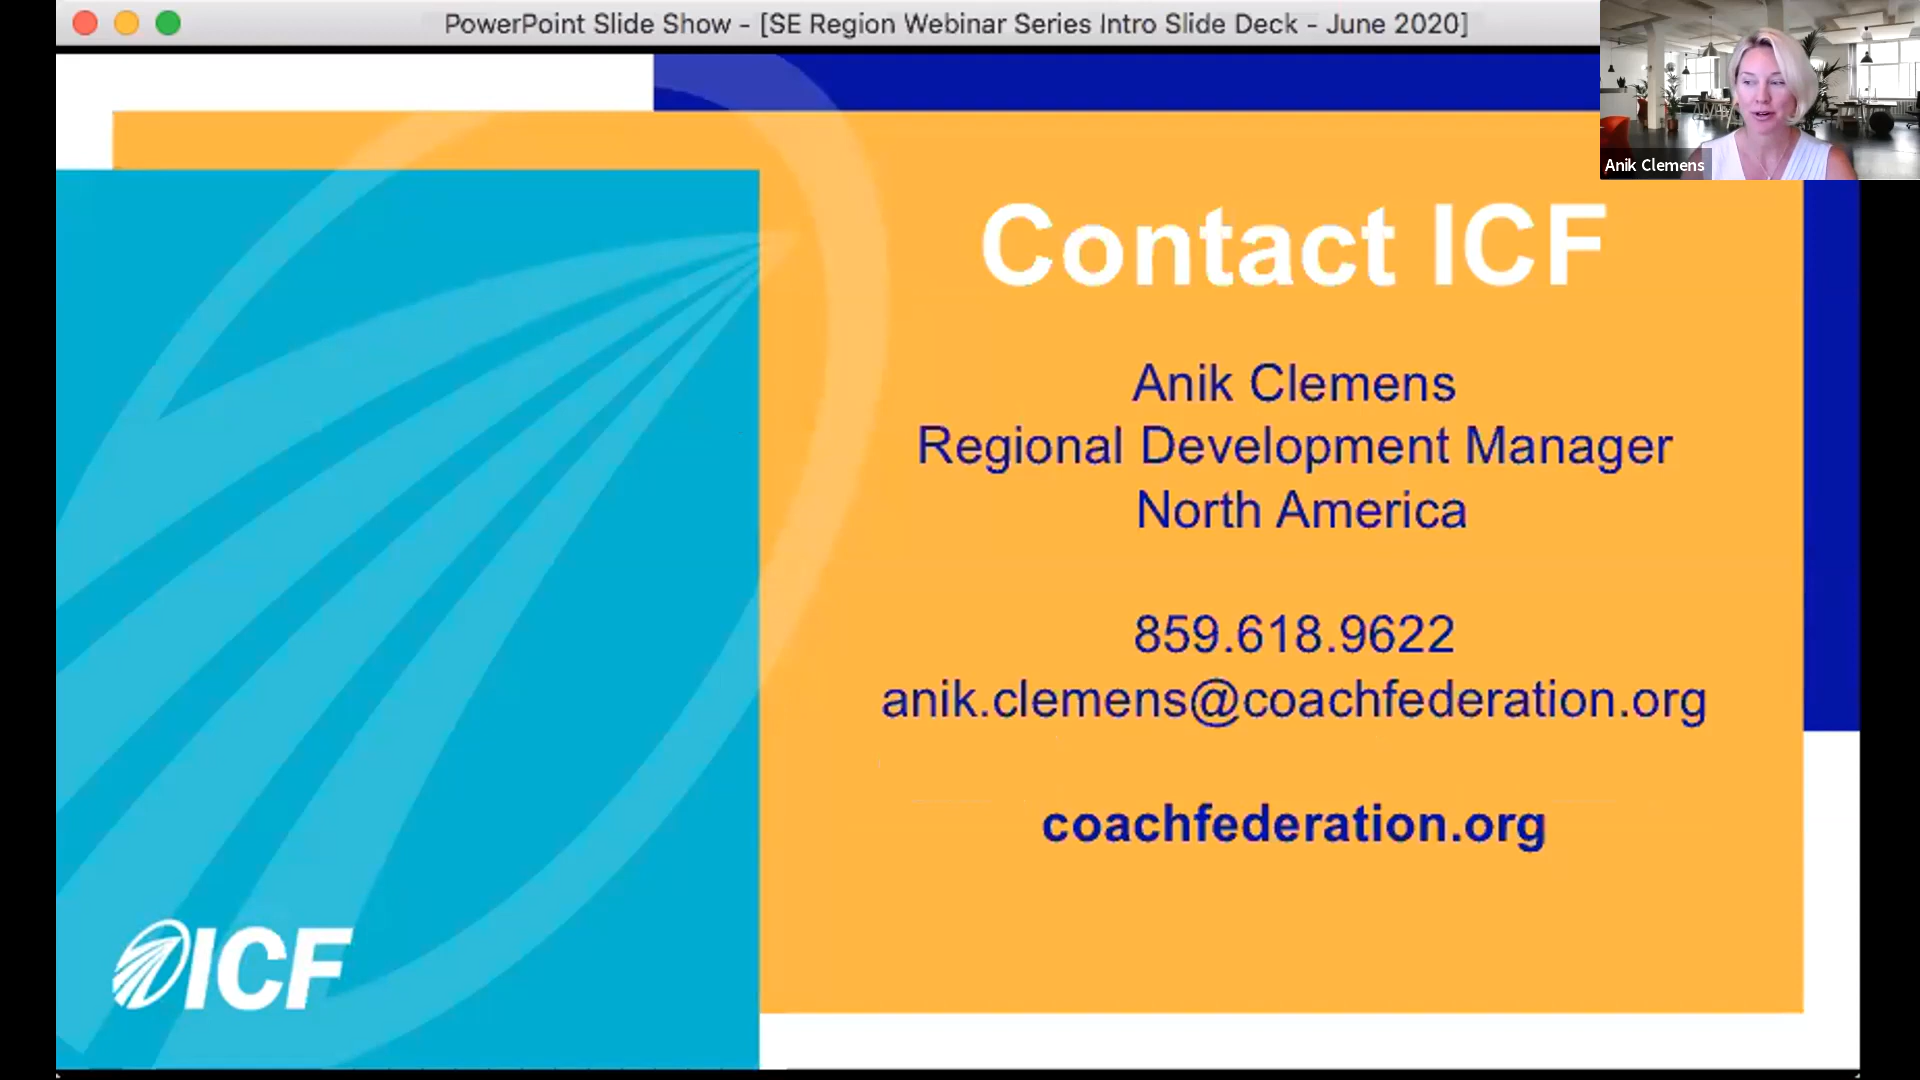 PowerPoint Slide Show - [SE Region Webinar Series Intro Slide Deck - June 2020]
Anik Clemens
Contact ICF
Anik Clemens
Regional Development Manager
North America
859.618.9622
anik.clemens@coachfederation.org
coachfederation.org
ICF